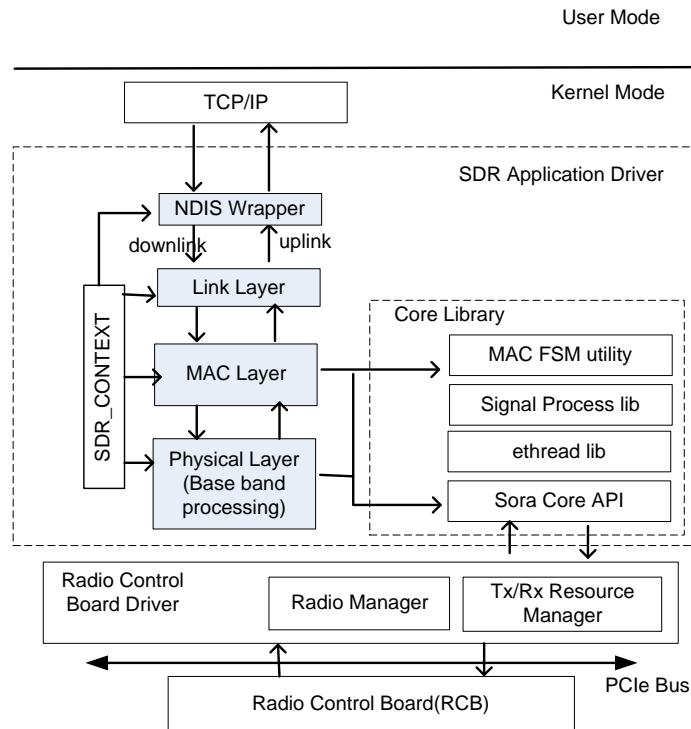 User Mode
Kernel Mode
TCP/IP
SDR Application Driver
NDIS Wrapper
downlink
uplink
Link Layer
SDR_CONTEXT
Core Library
MAC Layer
MAC FSM utility
Signal Process lib
ethread lib
Physical Layer
(Base band
processing)
Sora Core API
Radio Control
Board Driver
Radio Manager
Tx/Rx Resource
Manager
PCIe Bus
Radio Control Board(RCB)